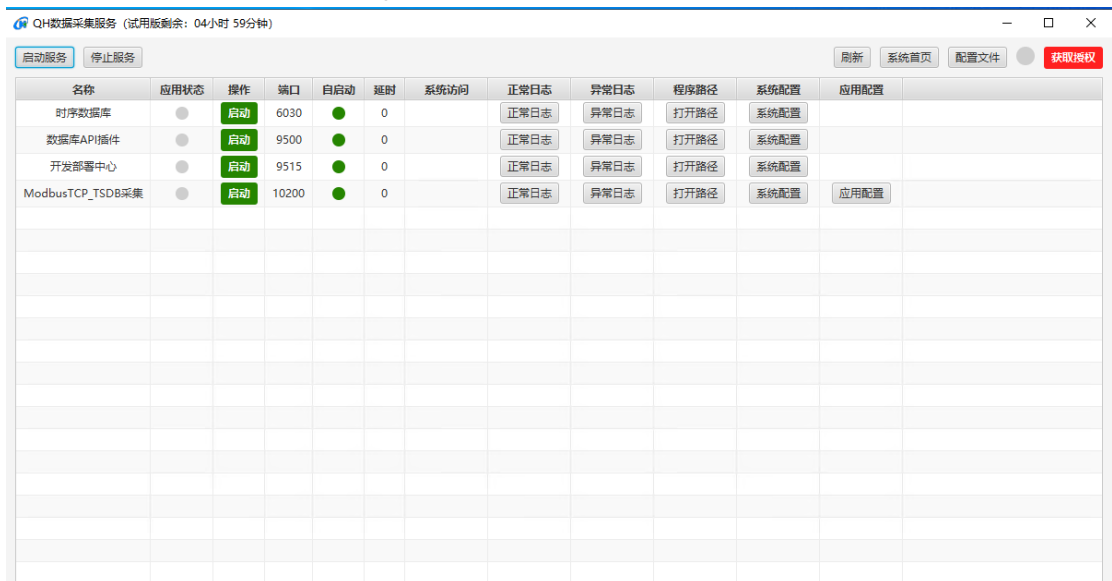 QH数据采集服务（试用版剩余：04小时 59分钟）
启动服务 停止服务 刷新 系统首页 配置文件 获取授权
名称 应用状态 操作 端口 自启动 延时 系统访问 正常日志 异常日志 程序路径 系统配置 应用配置
时序数据库 启动 6030 0 正常日志 异常日志 打开路径 系统配置
数据库API插件 启动 9500 0 正常日志 异常日志 打开路径 系统配置
开发部署中心 启动 9515 0 正常日志 异常日志 打开路径 系统配置
ModbusTCP_TSDB采集 启动 10200 0 正常日志 异常日志 打开路径 系统配置 应用配置